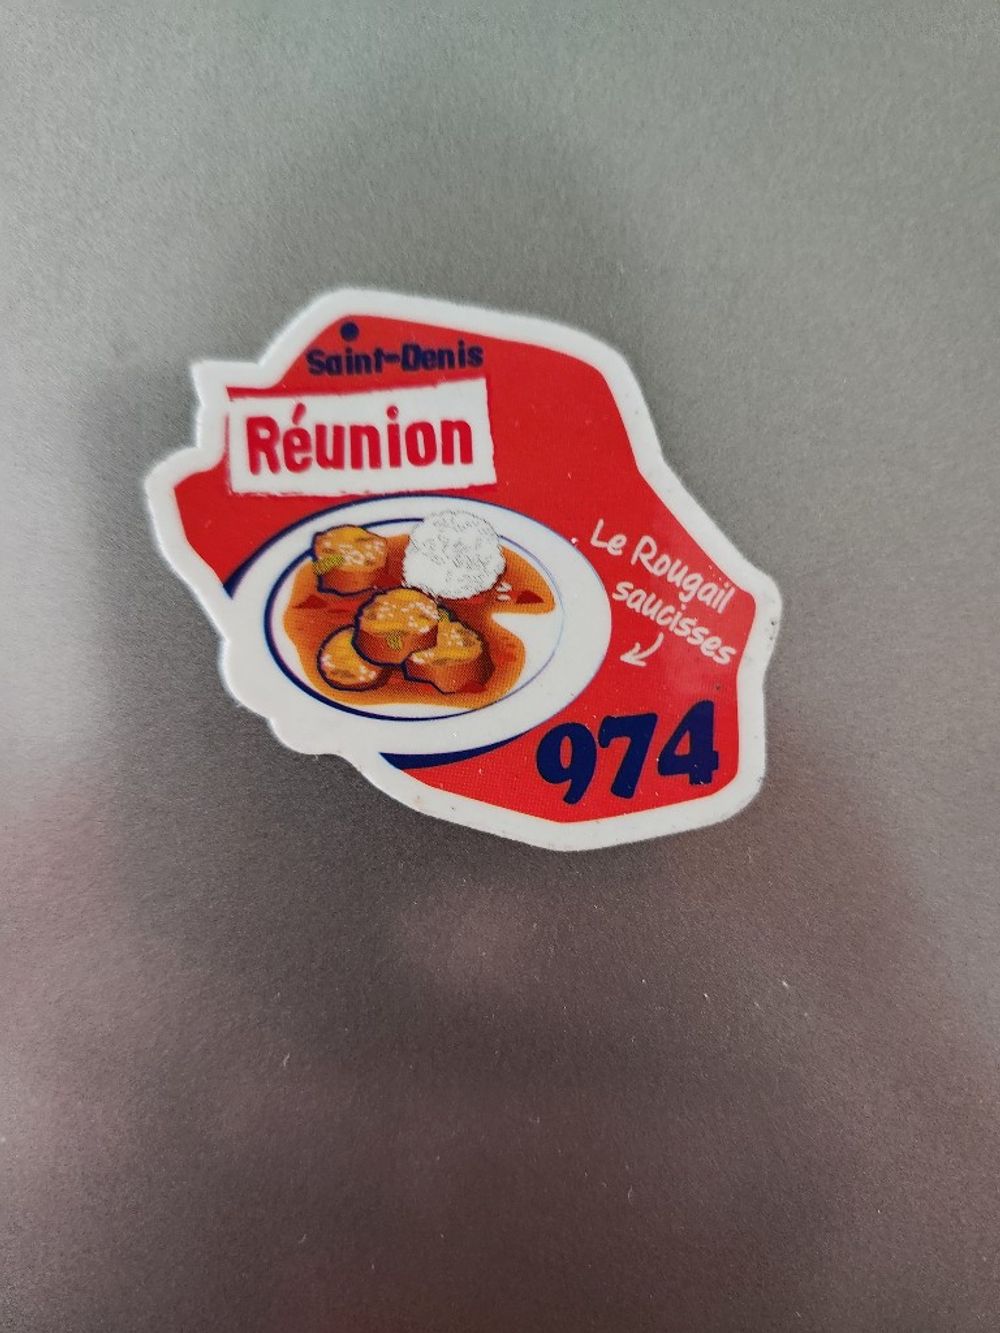 Saint-Denis
Réunion
Le Rougail
saucisses
974